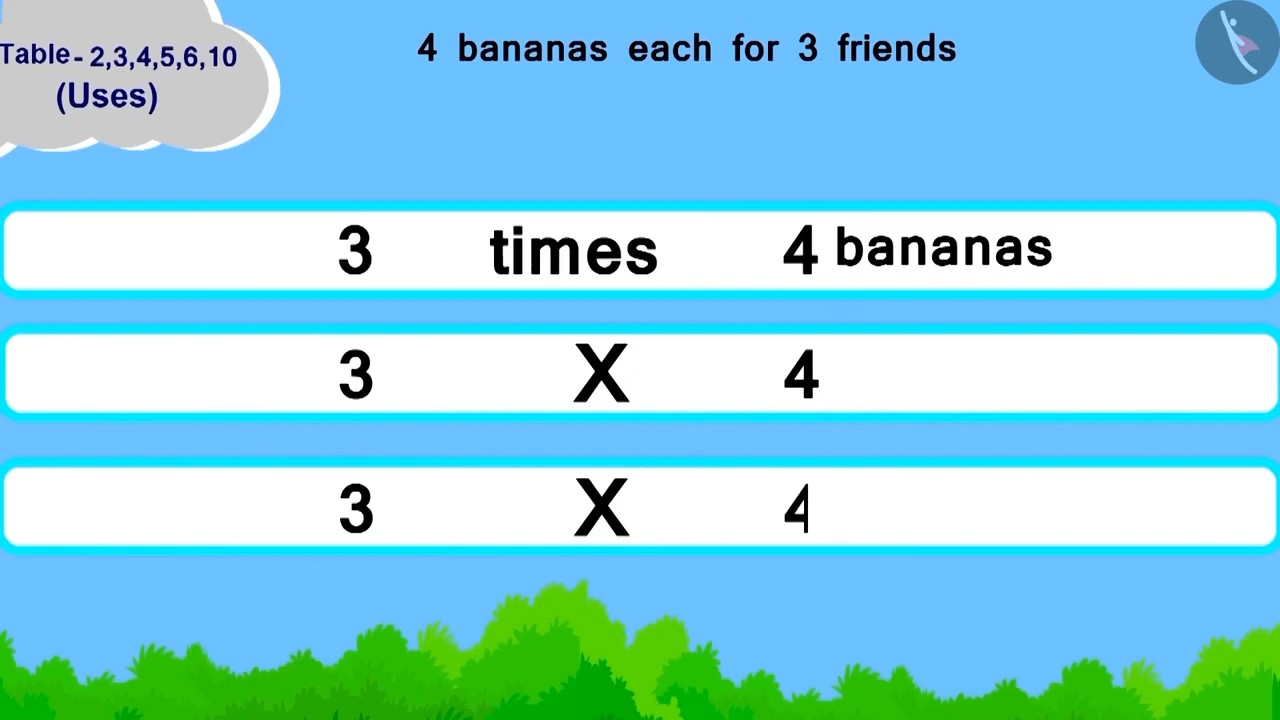 Table - 2,3,4,5,6,10
(Uses)
4 bananas each for 3 friends
3 times 4 bananas
3 X 4
3 X 4